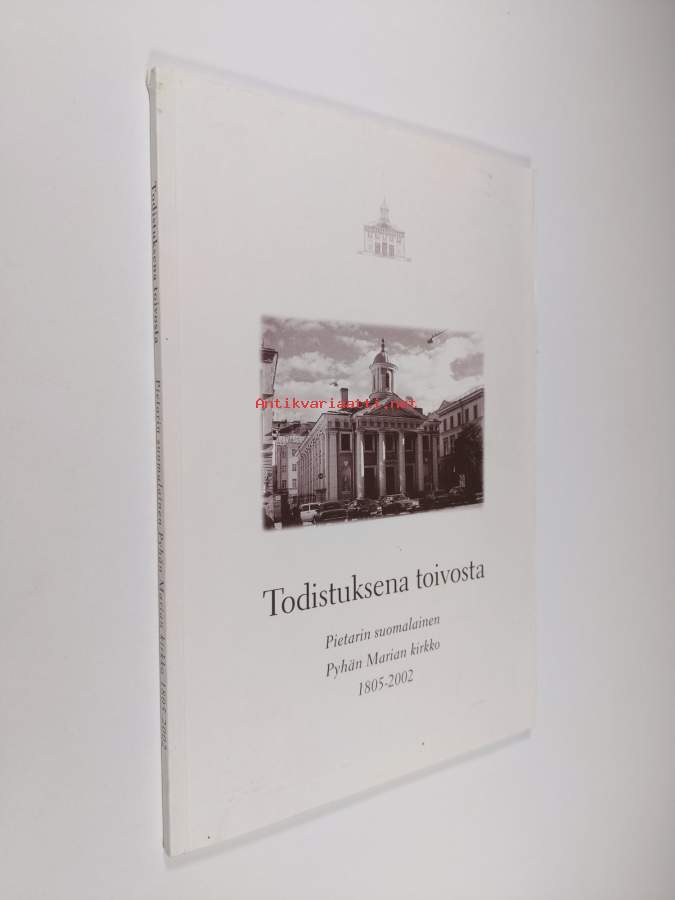 Todistuksena toivosta Pietarin suomalainen Pyhän Marian kirkko 1805-2002
Antikvariaatti.net
Todistuksena toivosta
Pietarin suomalainen
Pyhän Marian kirkko
1805-2002